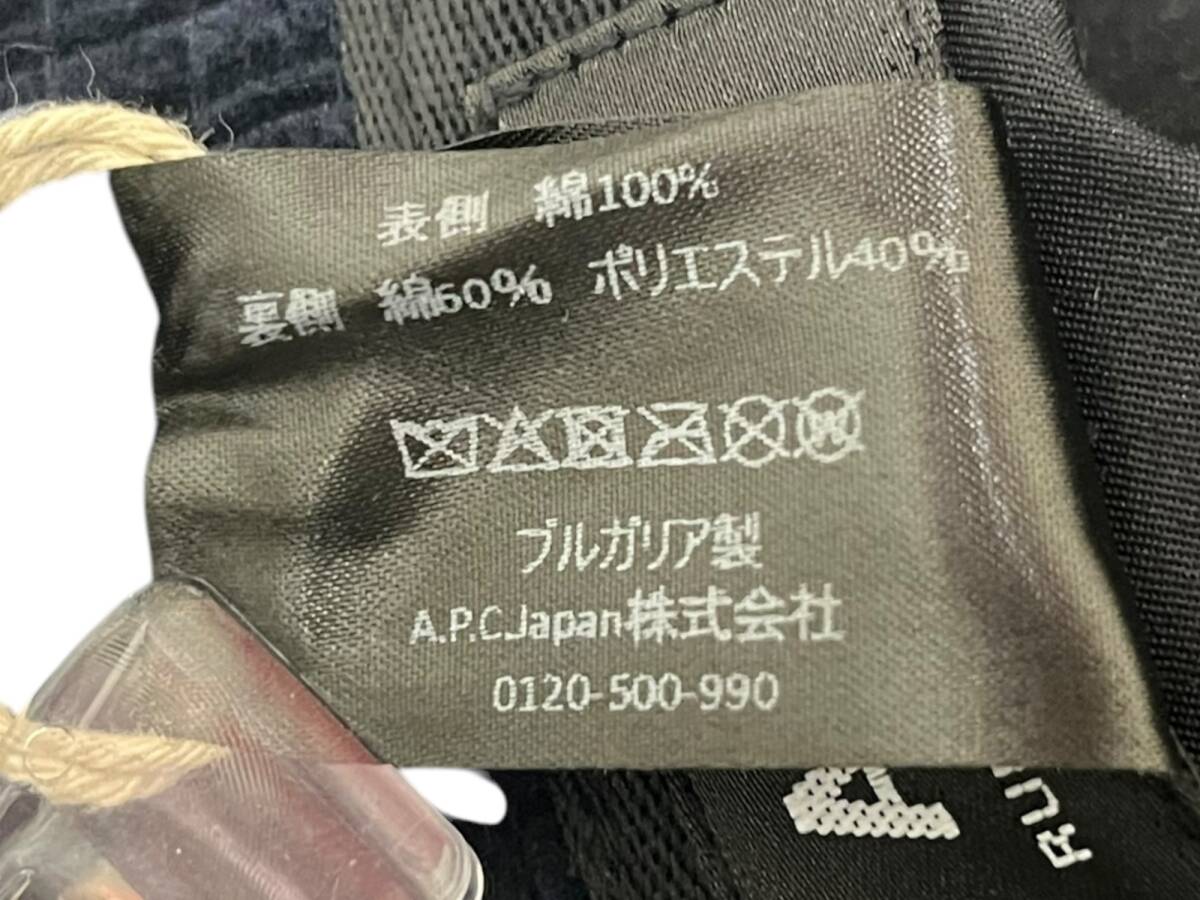 表側 綿100%
裏側 綿60% ポリエステル40%
ブルガリア製
A.P.C.Japan株式会社
0120-500-990